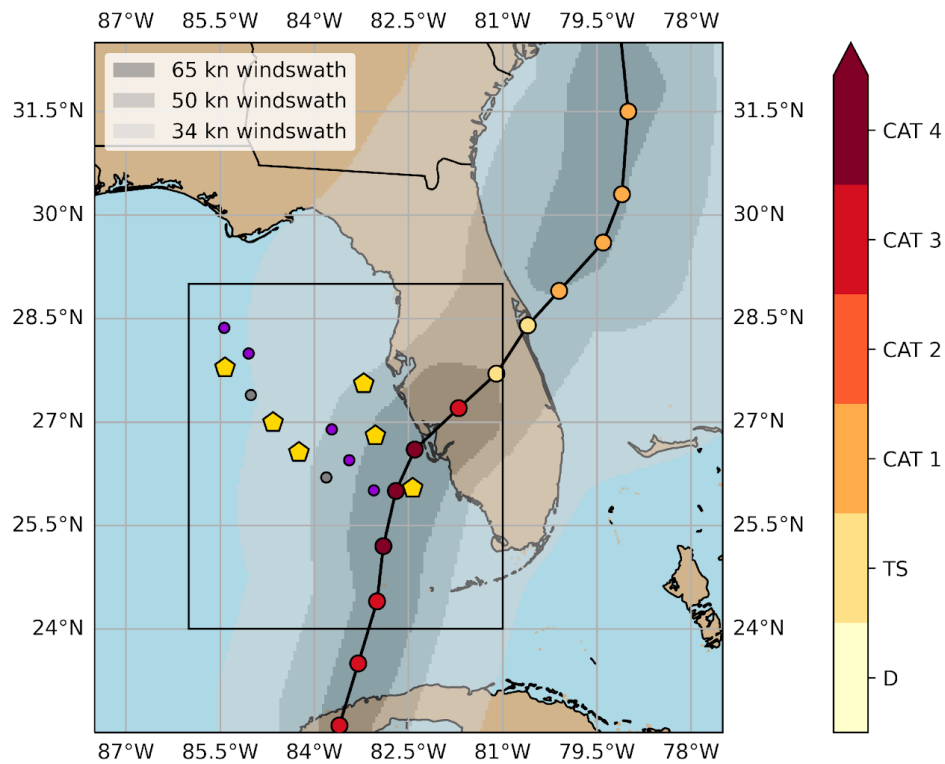 87°W 85.5°W 84°W 82.5°W 81°W 79.5°W 78°W
65 kn windswath
50 kn windswath
34 kn windswath
31.5°N 31.5°N
30°N 30°N
28.5°N 28.5°N
27°N 27°N
25.5°N 25.5°N
24°N 24°N
87°W 85.5°W 84°W 82.5°W 81°W 79.5°W 78°W
CAT 4
CAT 3
CAT 2
CAT 1
TS
D